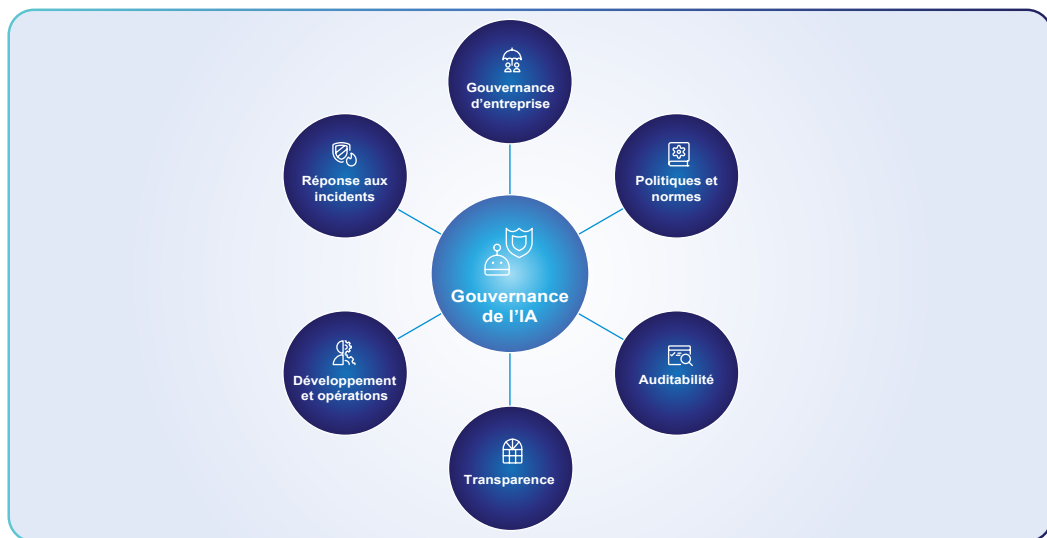 Gouvernance
d'entreprise
Réponse aux
incidents
Politiques et
normes
Gouvernance
de l'IA
Développement
et opérations
Auditabilité
Transparence